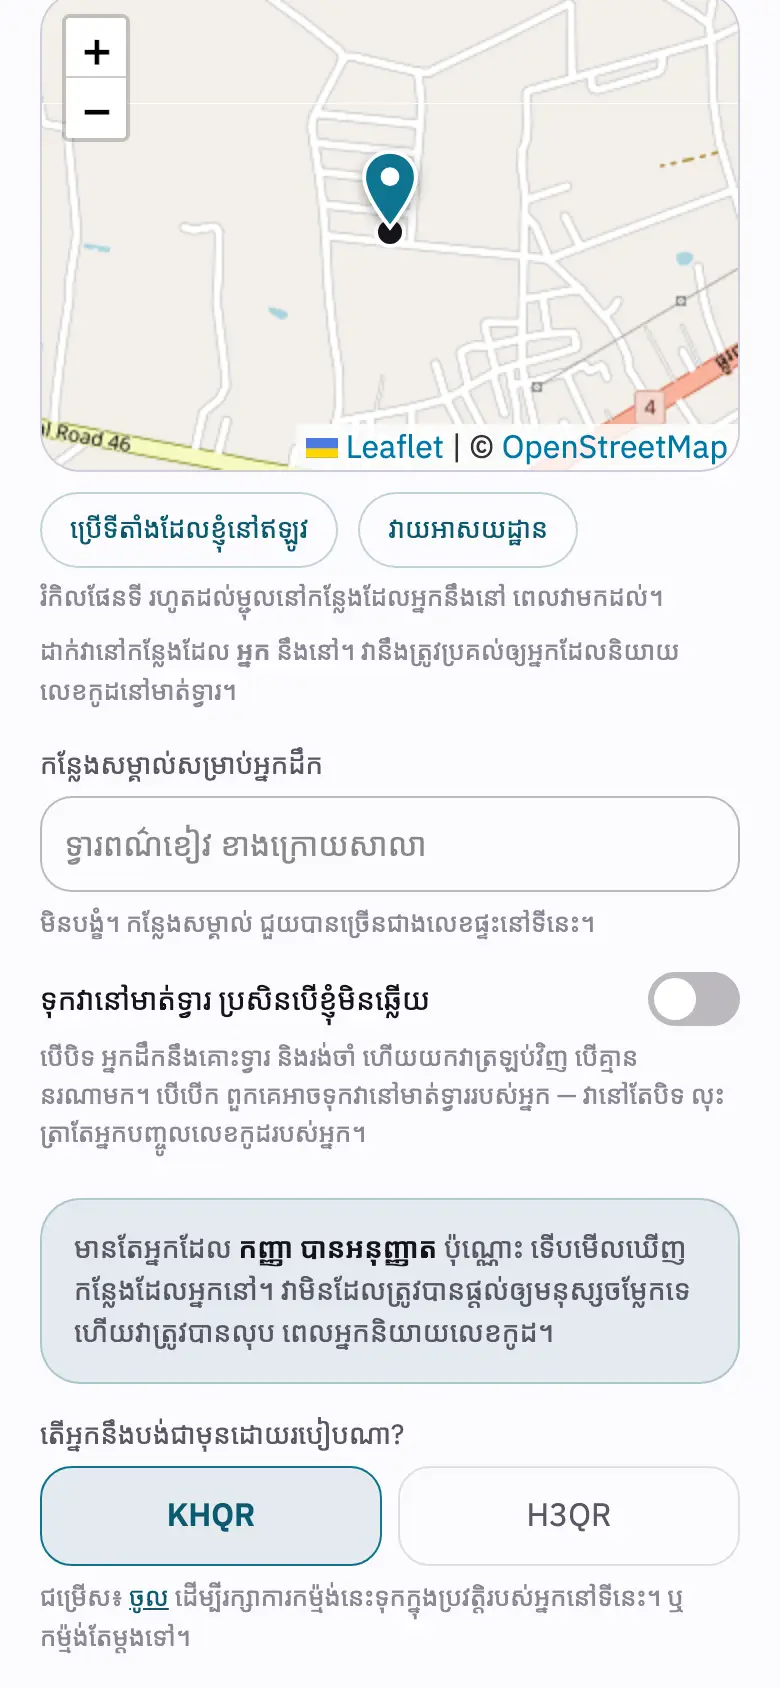 +
−
4
al Road 46
Leaflet | © OpenStreetMap
ប្រើទីតាំងដែលខ្ញុំនៅឥឡូវ
វាយអាសយដ្ឋាន
រំកិលផែនទី រហូតដល់ម្ជុលនៅកន្លែងដែលអ្នកនឹងនៅ ពេលវាមកដល់។
ដាក់វានៅកន្លែងដែល អ្នក នឹងនៅ។ វានឹងត្រូវប្រគល់ឲ្យអ្នកដែលនិយាយ
លេខកូដនៅមាត់ទ្វារ។
កន្លែងសម្គាល់សម្រាប់អ្នកដឹក
ទ្វារពណ៌ខៀវ ខាងក្រោយសាលា
មិនបង្ខំ។ កន្លែងសម្គាល់ ជួយបានច្រើនជាងលេខផ្ទះនៅទីនេះ។
ទុកវានៅមាត់ទ្វារ ប្រសិនបើខ្ញុំមិនឆ្លើយ
បើបិទ អ្នកដឹកនឹងគោះទ្វារ និងរង់ចាំ ហើយយកវាត្រឡប់វិញ បើគ្មាន
នរណាមក។ បើបើក ពួកគេអាចទុកវានៅមាត់ទ្វាររបស់អ្នក — វានៅតែបិទ លុះ
ត្រាតែអ្នកបញ្ចូលលេខកូដរបស់អ្នក។
មានតែអ្នកដែល កញ្ញា បានអនុញ្ញាត ប៉ុណ្ណោះ ទើបមើលឃើញ
កន្លែងដែលអ្នកនៅ។ វាមិនដែលត្រូវបានផ្តល់ឲ្យមនុស្សចម្លែកទេ
ហើយវាត្រូវបានលុប ពេលអ្នកនិយាយលេខកូដ។
តើអ្នកនឹងបង់ជាមុនដោយរបៀបណា?
KHQR
H3QR
ជម្រើស៖ ចូល ដើម្បីរក្សាការកម្ម៉ង់នេះទុកក្នុងប្រវត្តិរបស់អ្នកនៅទីនេះ។ ឬ
កម្ម៉ង់តែម្តងទៅ។